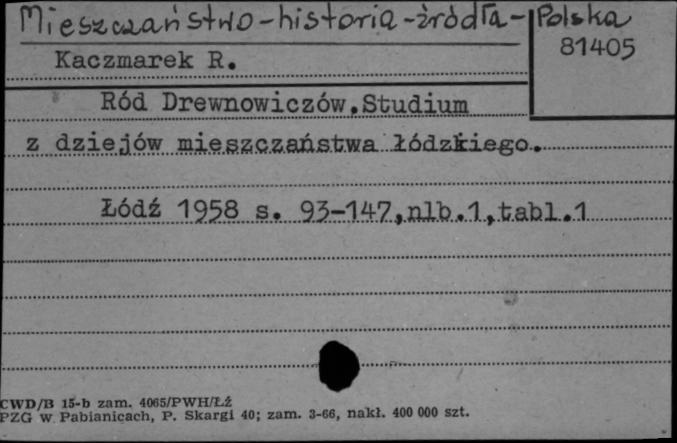 Mieszczaństwo-historia-źródła-Polska
81405
Kaczmarek R.
Ród Drewnowiczów.Studium
z dziejów mieszczaństwa łódzkiego.
Łódź 1958 s. 93-147,nlb.1,tabl.1
CWD/B 15-b zam. 4065/PWH/ŁŹ
PZG w Pabianicach, P. Skargi 40; zam. 3-66, nakł. 400 000 szt.